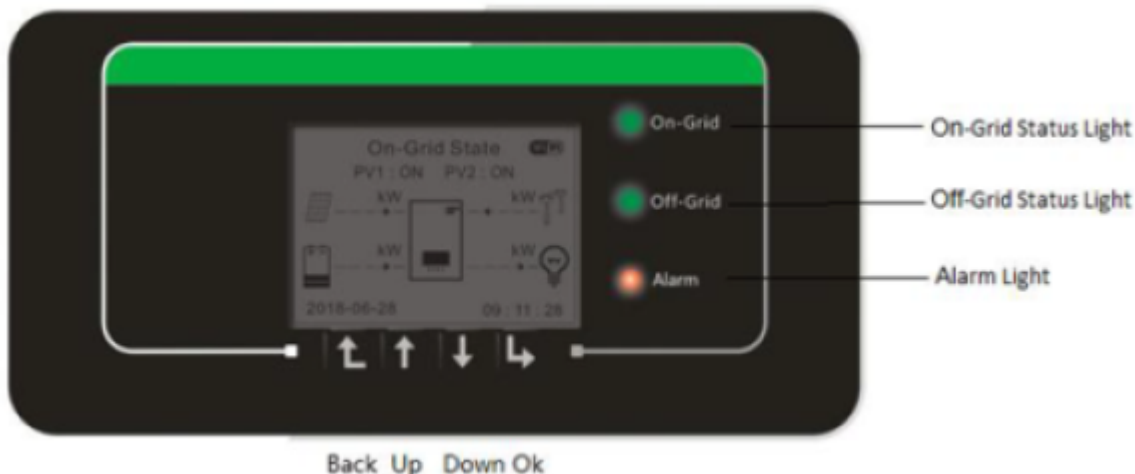 On-Grid State
PV1 : ON PV2 : ON
kW kW
kW kW
2018-06-28 09 : 11 : 28
On-Grid
Off-Grid
Alarm
On-Grid Status Light
Off-Grid Status Light
Alarm Light
Back Up Down Ok